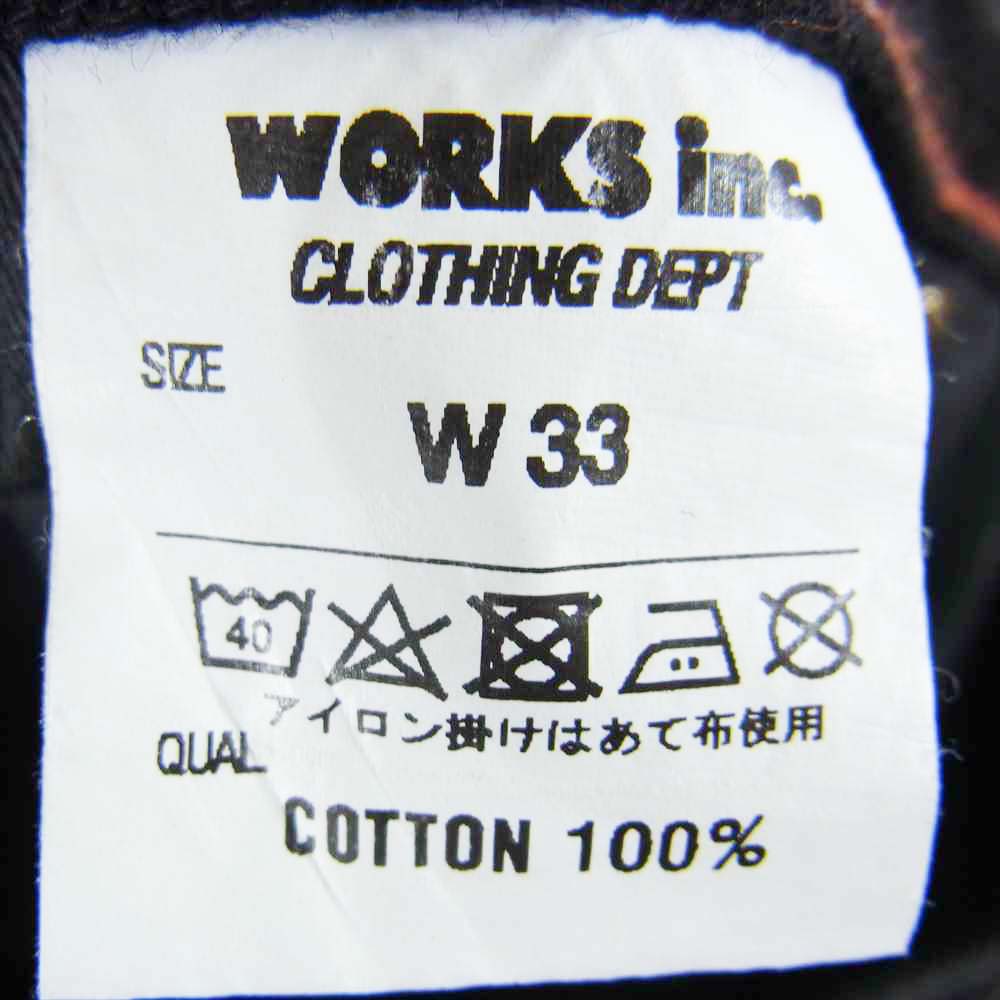 WORKS inc.
CLOTHING DEPT
SIZE
W 33
40
アイロン掛けはあて布使用
QUAL
COTTON 100%